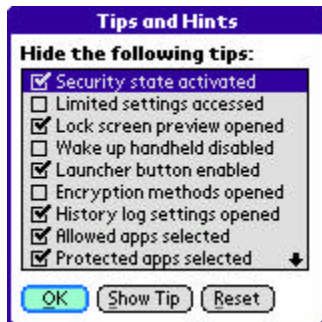 Tips and Hints
Hide the following tips:
Security state activated
Limited settings accessed
Lock screen preview opened
Wake up handheld disabled
Launcher button enabled
Encryption methods opened
History log settings opened
Allowed apps selected
Protected apps selected
OK Show Tip Reset